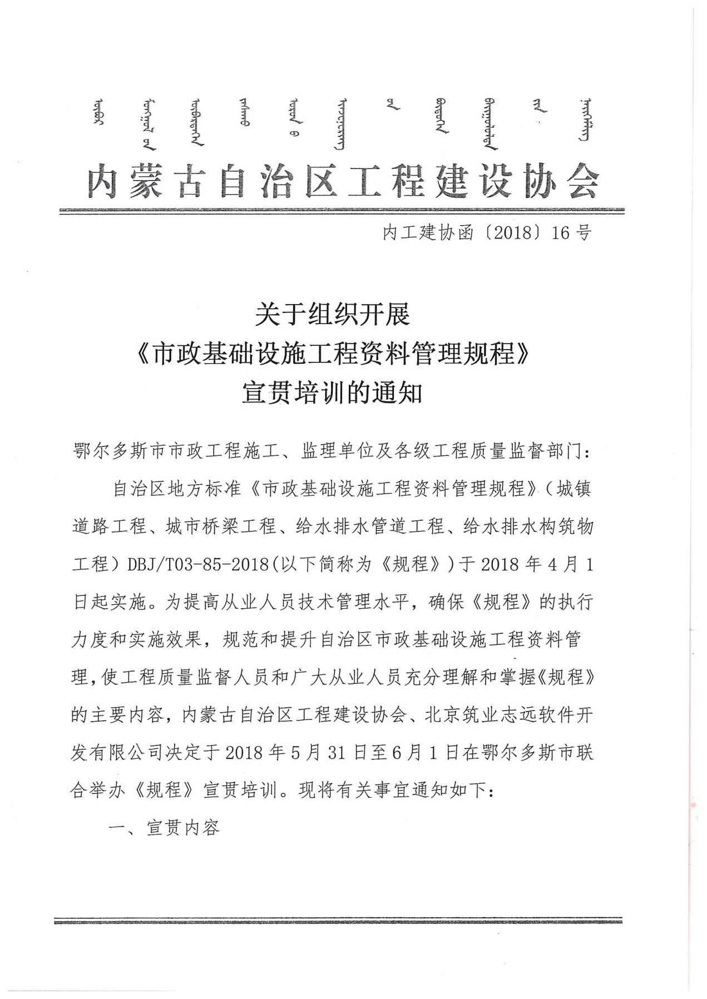 内蒙古自治区工程建设协会
内工建协函〔2018〕16号
关于组织开展
《市政基础设施工程资料管理规程》
宣贯培训的通知
鄂尔多斯市市政工程施工、监理单位及各级工程质量监督部门：
自治区地方标准《市政基础设施工程资料管理规程》（城镇
道路工程、城市桥梁工程、给水排水管道工程、给水排水构筑物
工程）DBJ/T03-85-2018(以下简称为《规程》)于2018年4月1
日起实施。为提高从业人员技术管理水平，确保《规程》的执行
力度和实施效果，规范和提升自治区市政基础设施工程资料管
理，使工程质量监督人员和广大从业人员充分理解和掌握《规程》
的主要内容，内蒙古自治区工程建设协会、北京筑业志远软件开
发有限公司决定于2018年5月31日至6月1日在鄂尔多斯市联
合举办《规程》宣贯培训。现将有关事宜通知如下：
一、宣贯内容